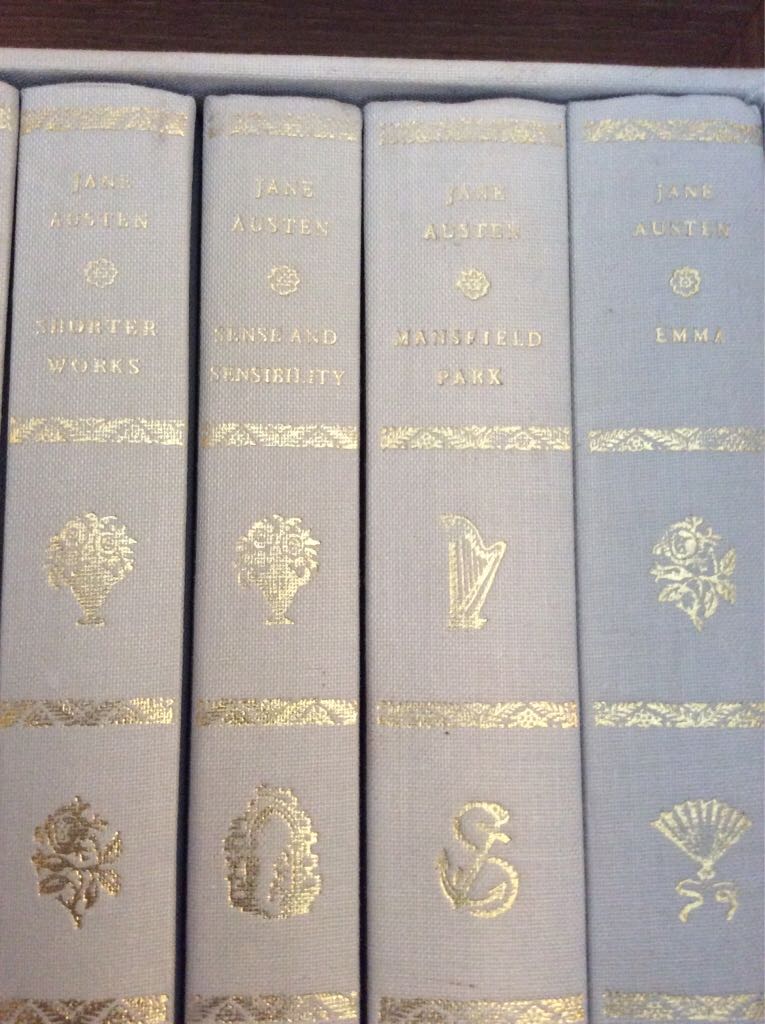 JANE
AUSTEN
SHORTER
WORKS
JANE
AUSTEN
SENSE AND
SENSIBILITY
JANE
AUSTEN
MANSFIELD
PARK
JANE
AUSTEN
EMMA